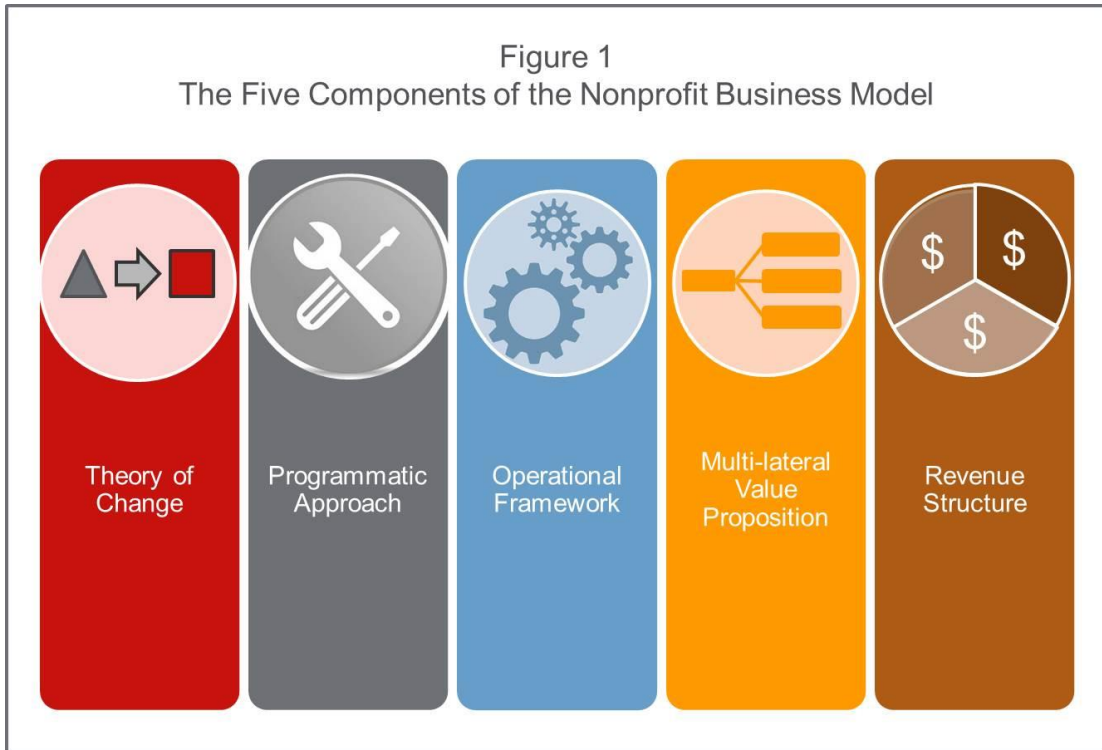 Figure 1
The Five Components of the Nonprofit Business Model
$
$
$
Theory of
Change
Programmatic
Approach
Operational
Framework
Multi-lateral
Value
Proposition
Revenue
Structure